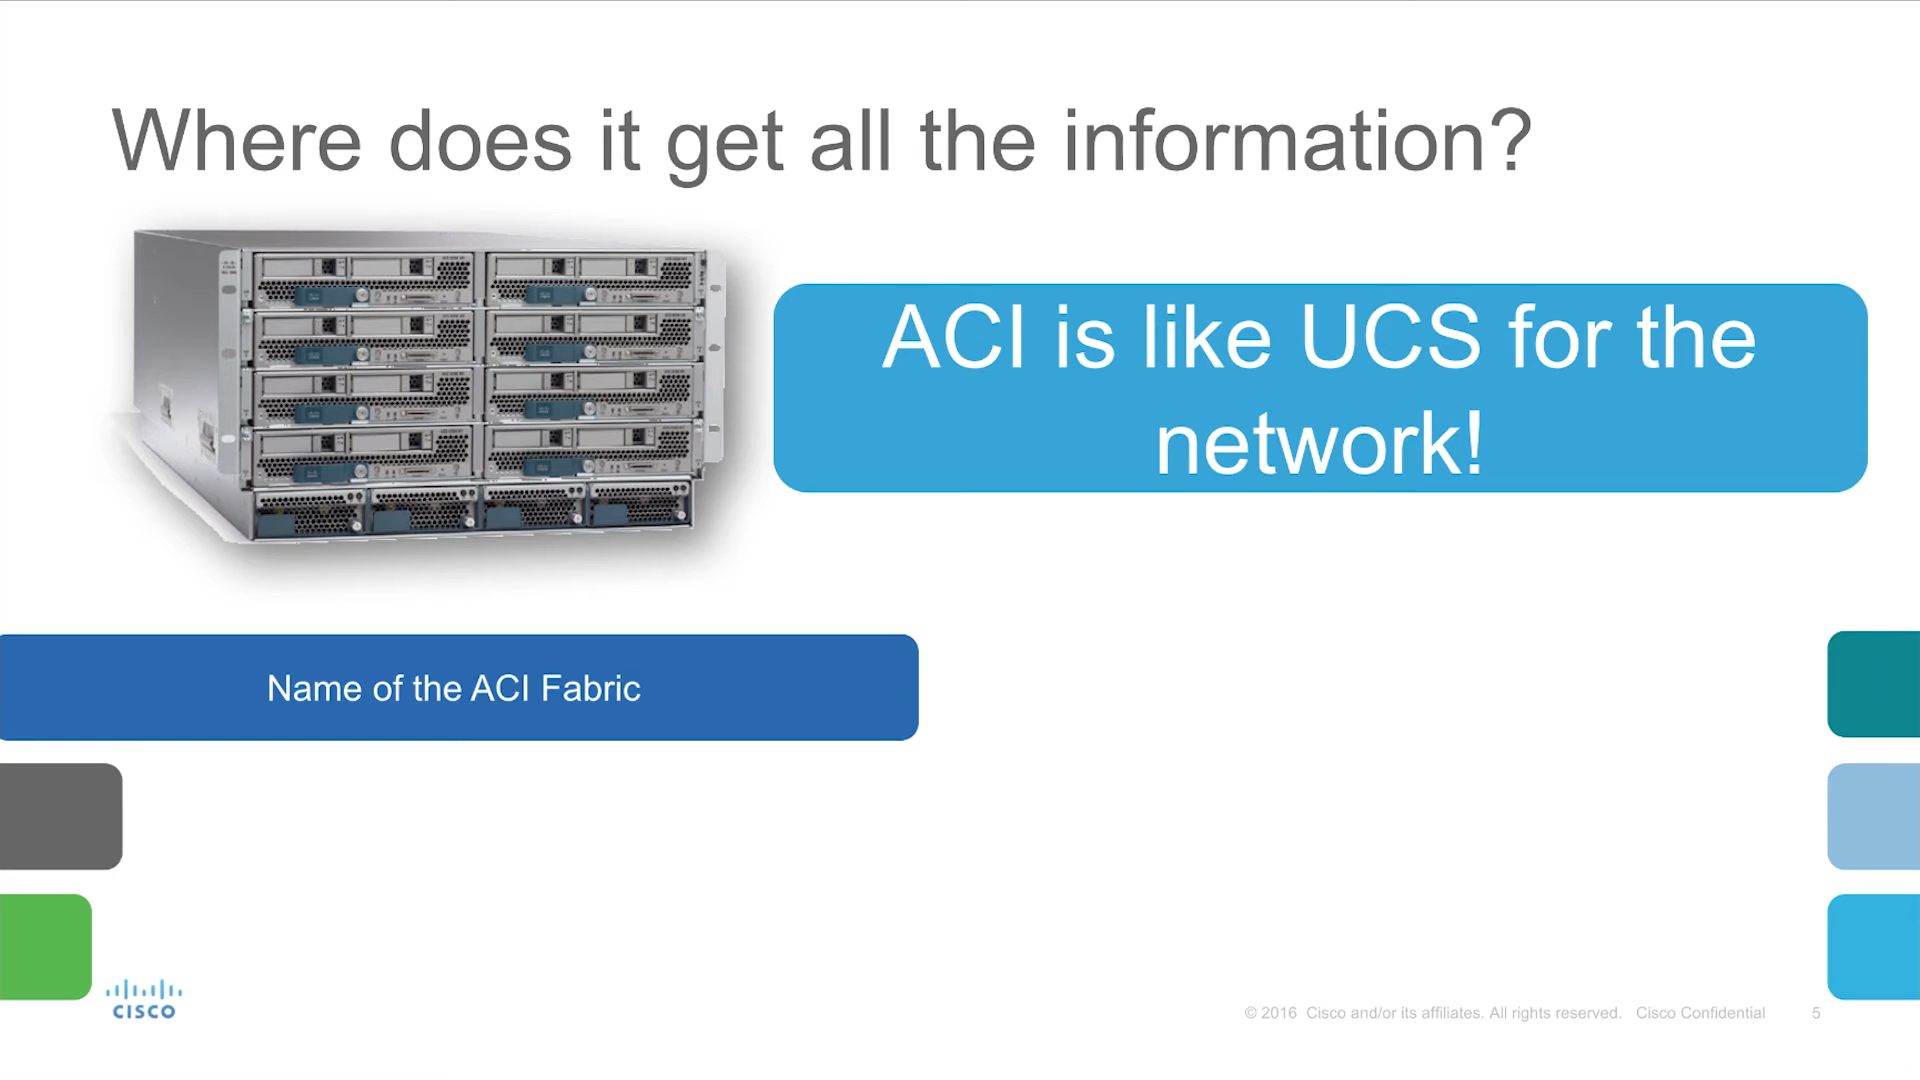 Where does it get all the information?
ACI is like UCS for the
network!
Name of the ACI Fabric
CISCO
© 2016 Cisco and/or its affiliates. All rights reserved. Cisco Confidential 5